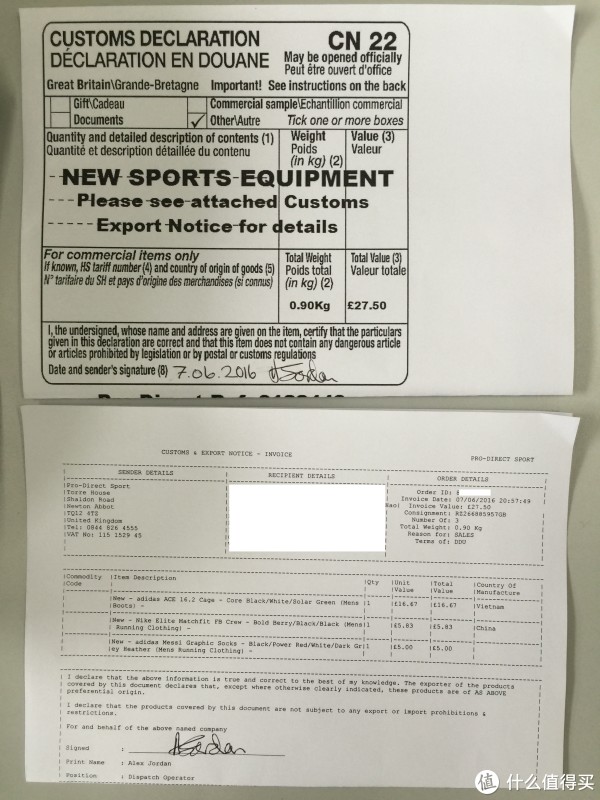 CUSTOMS DECLARATION
DÉCLARATION EN DOUANE
CN 22
May be opened officially
Peut être ouvert d'office
Great Britain\Grande-Bretagne Important! See instructions on the back
Gift\Cadeau
Documents
Commercial sample\Echantillon commercial
✓ Other\Autre Tick one or more boxes
Quantity and detailed description of contents (1)
Quantité et description détaillée du contenu
Weight
Poids
(in kg) (2)
Value (3)
Valeur
NEW SPORTS EQUIPMENT
Please see attached Customs
Export Notice for details
For commercial items only
If known, HS tariff number (4) and country of origin of goods (5)
N° tarifaire du SH et pays d'origine des merchandises (si connus)
Total Weight
Poids total
(in kg) (2)
0.90Kg
Total Value (3)
Valeur totale
£27.50
I, the undersigned, whose name and address are given on the item, certify that the particulars
given in this declaration are correct and that this item does not contain any dangerous article
or articles prohibited by legislation or by postal or customs regulations
Date and sender's signature (8) 7.06.2016 AJordan
CUSTOMS & EXPORT NOTICE - INVOICE
PRO-DIRECT SPORT
SENDER DETAILS
Pro-Direct Sport
Torre House
Shaldon Road
Newton Abbot
TQ12 4TS
United Kingdom
Tel: 0844 826 4555
VAT No: 115 1529 45
RECIPIENT DETAILS
ORDER DETAILS
Order ID:
Invoice Date: 07/06/2016 20:57:49
Invoice Value: £27.50
Consignment: RE266885957GB
Number Of: 3
Total Weight: 0.90 Kg
Reason for: SALES
Terms of: DDU
Commodity Code
Item Description
Qty
Unit Value
Total Value
Country Of Manufacture
New - adidas ACE 16.2 Cage - Core Black/White/Solar Green (Mens 1 £16.67 £16.67 Vietnam
Boots) -
New - Nike Elite Matchfit FB Crew - Bold Berry/Black/Black (Mens 1 £5.83 £5.83 China
Running Clothing) -
New - adidas Messi Graphic Socks - Black/Power Red/White/Dark Gr 1 £5.00 £5.00
ey Heather (Mens Running Clothing) -
I declare that the above information is true and correct to the best of my knowledge. The exporter of the products
covered by this document declares that, except where otherwise clearly indicated, these products are of AS ABOVE
preferential origin.
I declare that the products covered by this document are not subject to any export or import prohibitions &
restrictions.
For and behalf of the above named company
Signed : AJordan
Print Name : Alex Jordan
Position : Dispatch Operator
值 什么值得买